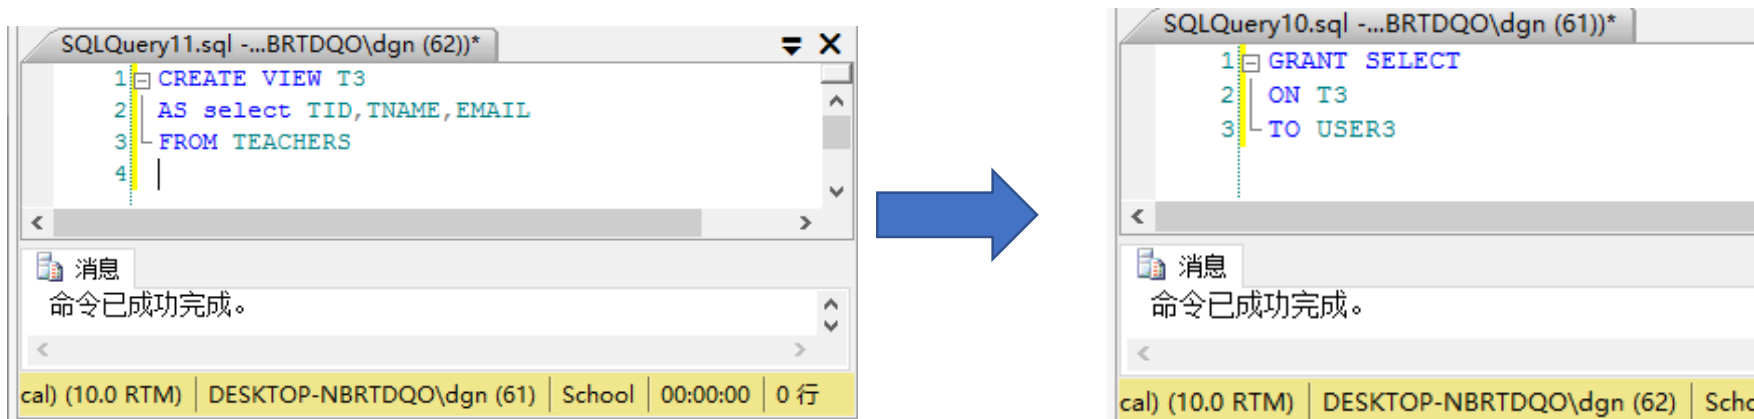 SQLQuery11.sql -...BRTDQO\dgn (62))*
1 CREATE VIEW T3
2 AS select TID,TNAME,EMAIL
3 FROM TEACHERS
4
消息
命令已成功完成。
cal) (10.0 RTM) DESKTOP-NBRTDQO\dgn (61) School 00:00:00 0 行
SQLQuery10.sql -...BRTDQO\dgn (61))*
1 GRANT SELECT
2 ON T3
3 TO USER3
消息
命令已成功完成。
cal) (10.0 RTM) DESKTOP-NBRTDQO\dgn (62) Scho